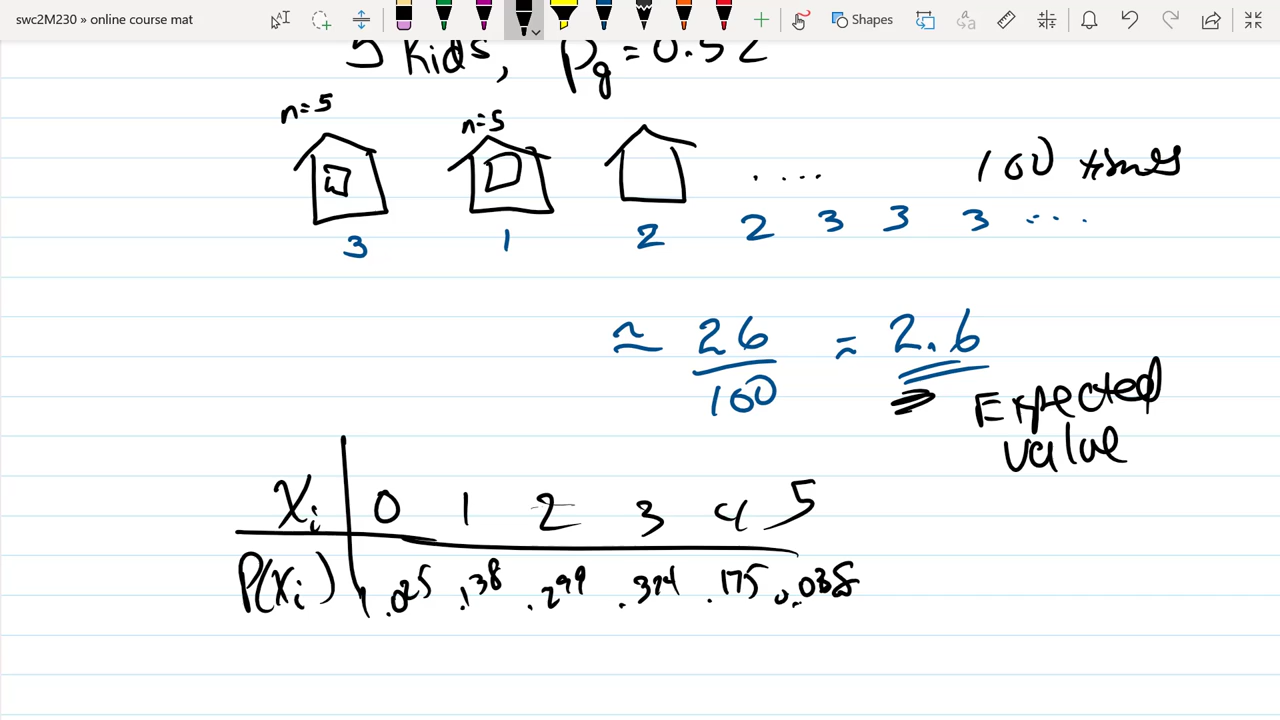 swc2M230 » online course mat
Shapes
5 kids, Pg = 0.52
n=5 n=5
.... 100 times
3 1 2 2 3 3 3 ....
≈ 26/100 = 2.6
Expected
value
Xi 0 1 2 3 4 5
P(Xi) .025 .138 .299 .324 .175 0.038